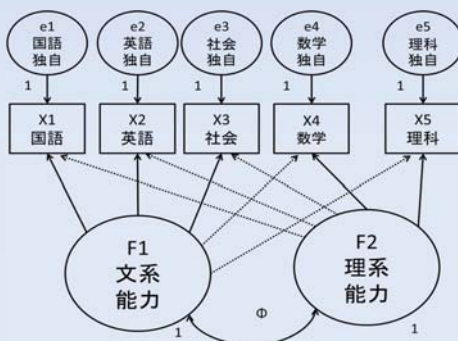 e1
国語
独自
e2
英語
独自
e3
社会
独自
e4
数学
独自
e5
理科
独自
1
1
1
1
1
X1
国語
X2
英語
X3
社会
X4
数学
X5
理科
F1
文系
能力
F2
理系
能力
Φ
1
1